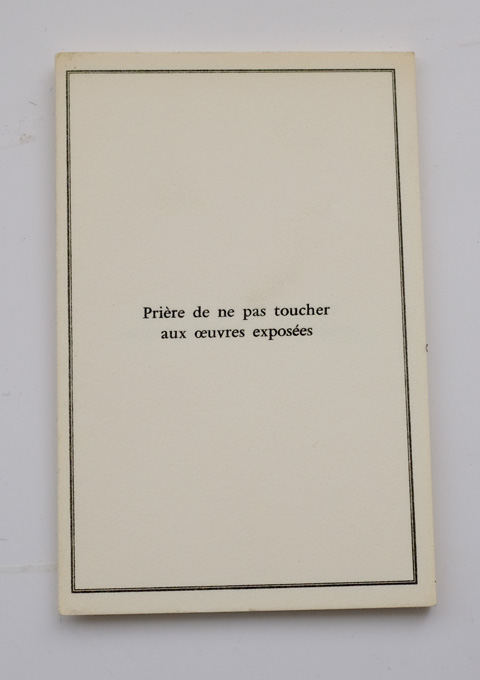 Prière de ne pas toucher
aux œuvres exposées